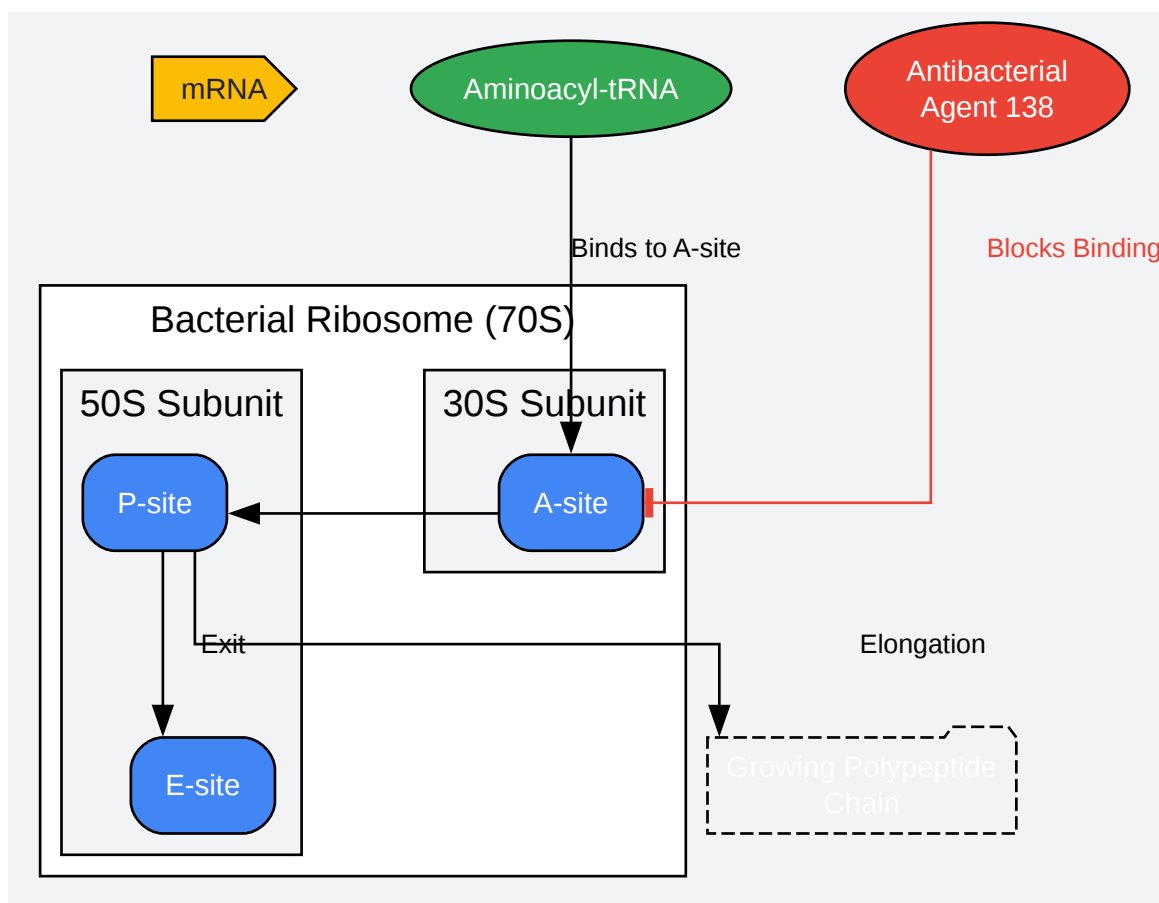 mRNA
Aminoacyl-tRNA
Antibacterial
Agent 138
Binds to A-site
Blocks Binding
Bacterial Ribosome (70S)
50S Subunit
30S Subunit
P-site
A-site
Exit
Elongation
E-site
Growing Polypeptide
Chain